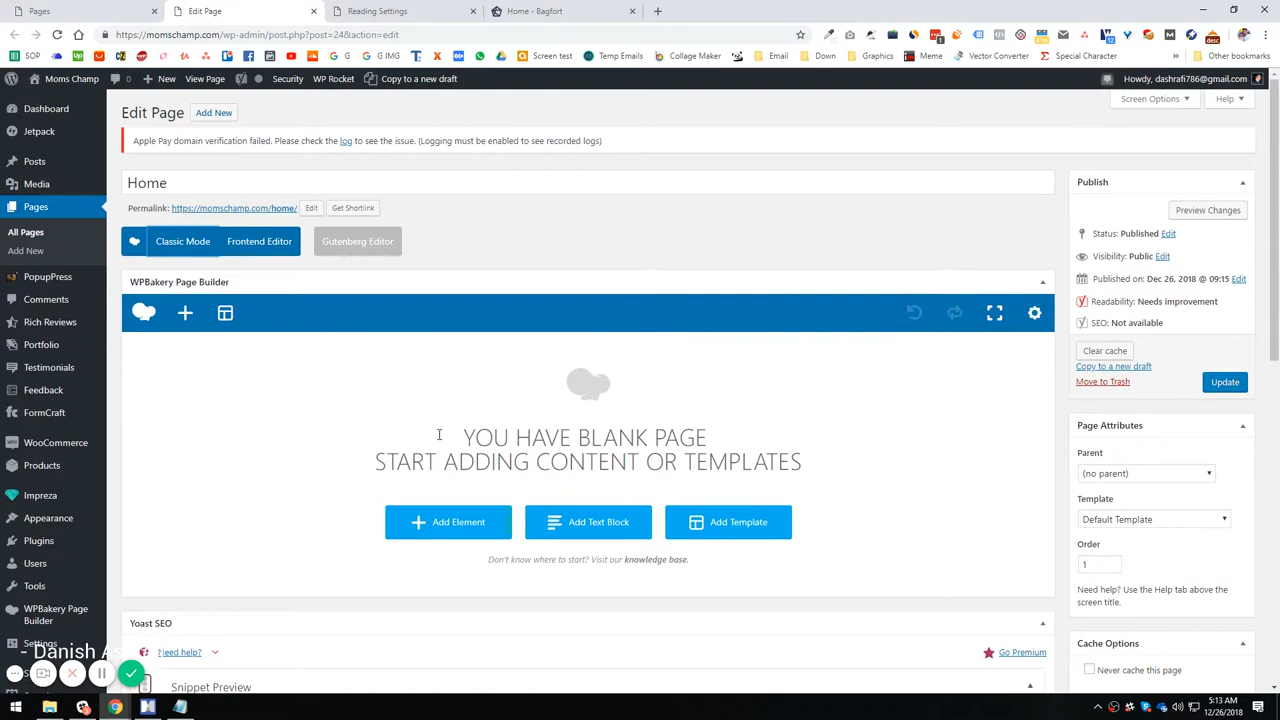 Pages
Edit Page
Reading Settings
Home - Bagfort
https://momschamp.com/wp-admin/post.php?post=24&action=edit
SOP
G
G IMG
Screen test
Temp Emails
Collage Maker
Email
Down
Graphics
Meme
Vector Converter
Special Character
»
Other bookmarks
Moms Champ
0
New
View Page
Security
WP Rocket
Copy to a new draft
Howdy, dashrafi786@gmail.com
Dashboard
Jetpack
Posts
Media
Pages
All Pages
Add New
PopupPress
Comments
Rich Reviews
Portfolio
Testimonials
Feedback
FormCraft
WooCommerce
Products
Impreza
Appearance
Plugins
Users
Tools
WPBakery Page
Builder
Settings
Edit Page
Add New
Screen Options
Help
Apple Pay domain verification failed. Please check the log to see the issue. (Logging must be enabled to see recorded logs)
Home
Permalink: https://momschamp.com/home/
Edit
Get Shortlink
Classic Mode
Frontend Editor
Gutenberg Editor
WPBakery Page Builder
YOU HAVE BLANK PAGE
START ADDING CONTENT OR TEMPLATES
Add Element
Add Text Block
Add Template
Don't know where to start? Visit our knowledge base.
Yoast SEO
Need help?
Go Premium
Snippet Preview
Publish
Preview Changes
Status: Published Edit
Visibility: Public Edit
Published on: Dec 26, 2018 @ 09:15 Edit
Readability: Needs improvement
SEO: Not available
Clear cache
Copy to a new draft
Move to Trash
Update
Page Attributes
Parent
(no parent)
Template
Default Template
Order
1
Need help? Use the Help tab above the
screen title.
Cache Options
Never cache this page
- Danish As
5:13 AM
12/26/2018